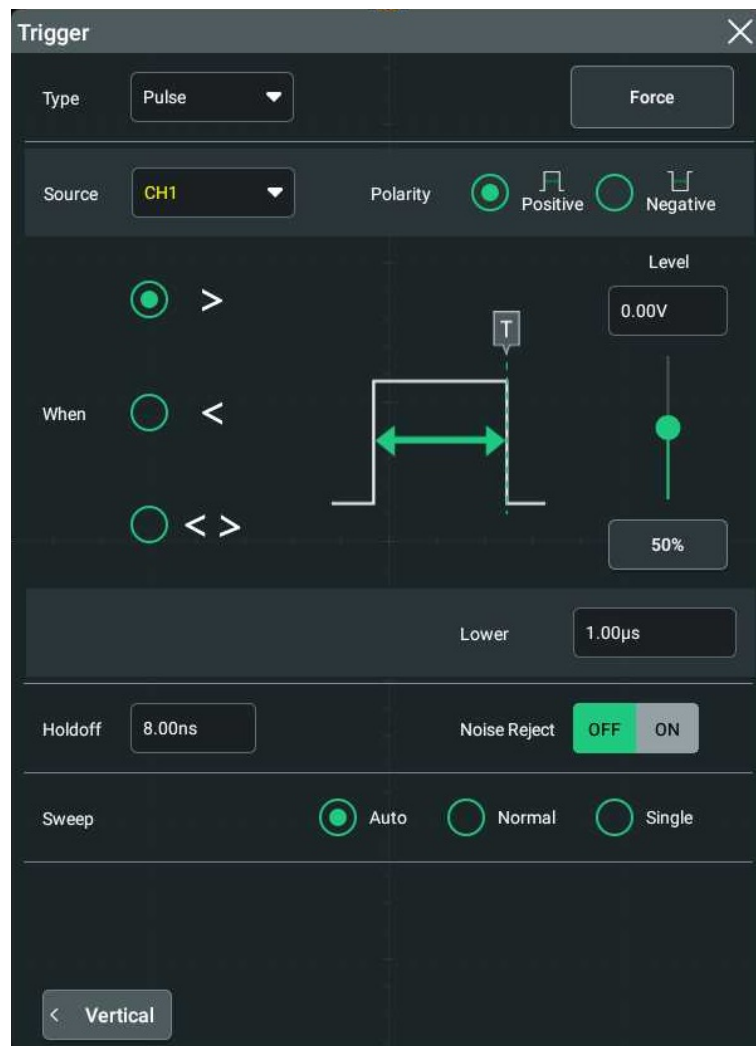 Trigger
Type Pulse Force
Source CH1 Polarity Positive Negative
Level
> 0.00V
T
When <
< > 50%
Lower 1.00µs
Holdoff 8.00ns Noise Reject OFF ON
Sweep Auto Normal Single
< Vertical